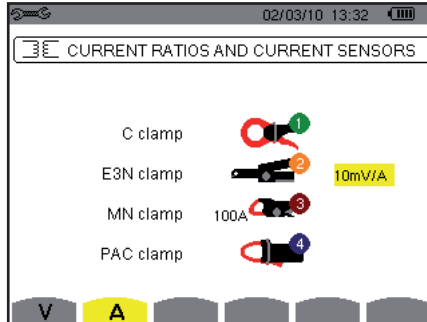 02/03/10 13:32
CURRENT RATIOS AND CURRENT SENSORS
C clamp 1
E3N clamp 2 10mV/A
MN clamp 100A 3
PAC clamp 4
V A